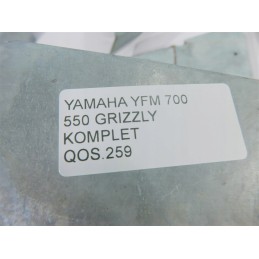 YAMAHA YFM 700
550 GRIZZLY
KOMPLET
QOS.259